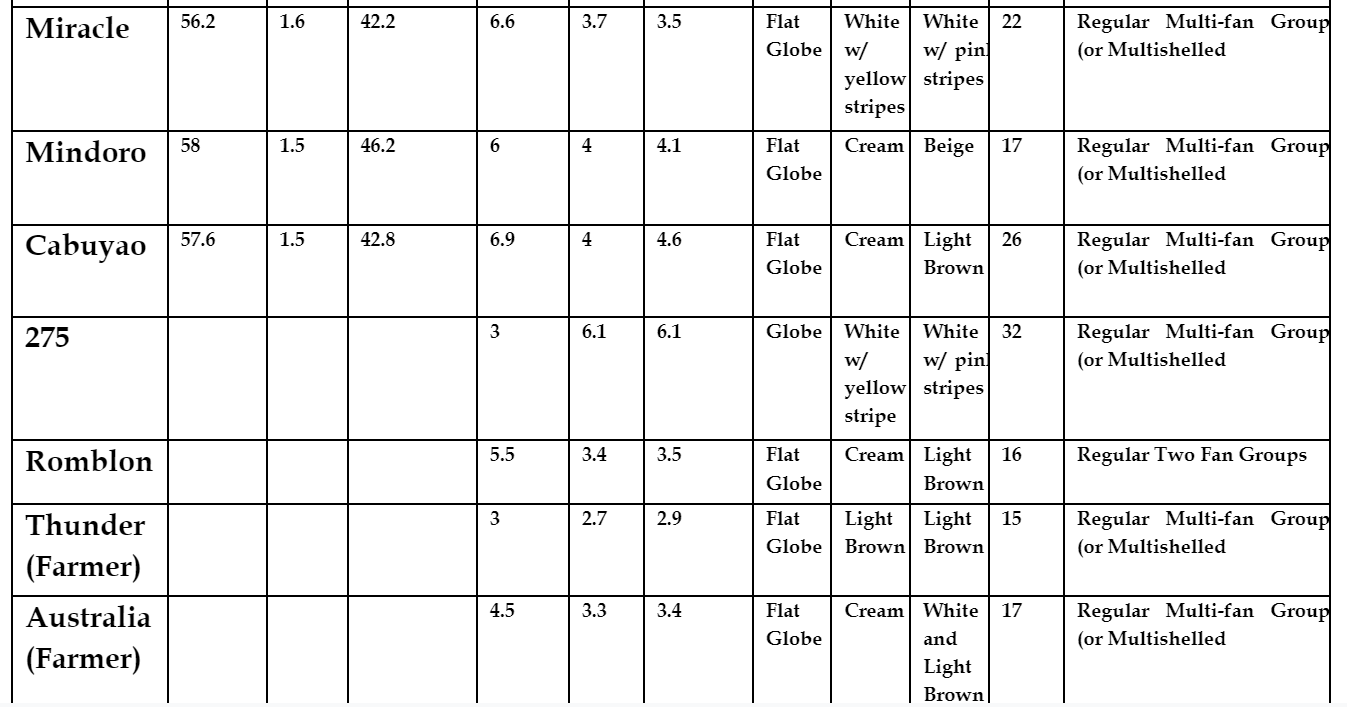 Miracle 56.2 1.6 42.2 6.6 3.7 3.5 Flat White White 22 Regular Multi-fan Group
Globe w/ w/ (or Multishelled
yellow stripes
stripes
Mindoro 58 1.5 46.2 6 4 4.1 Flat Cream Beige 17 Regular Multi-fan Group
Globe (or Multishelled
Cabuyao 57.6 1.5 42.8 6.9 4 4.6 Flat Cream Light 26 Regular Multi-fan Group
Globe Brown (or Multishelled
275 3 6.1 6.1 Globe White White 32 Regular Multi-fan Group
w/ w/ (or Multishelled
yellow stripes
stripe
Romblon 5.5 3.4 3.5 Flat Cream Light 16 Regular Two Fan Groups
Globe Brown
Thunder 3 2.7 2.9 Flat Light Light 15 Regular Multi-fan Group
(Farmer) Globe Brown Brown (or Multishelled
Australia 4.5 3.3 3.4 Flat Cream White 17 Regular Multi-fan Group
(Farmer) Globe and (or Multishelled
Light
Brown